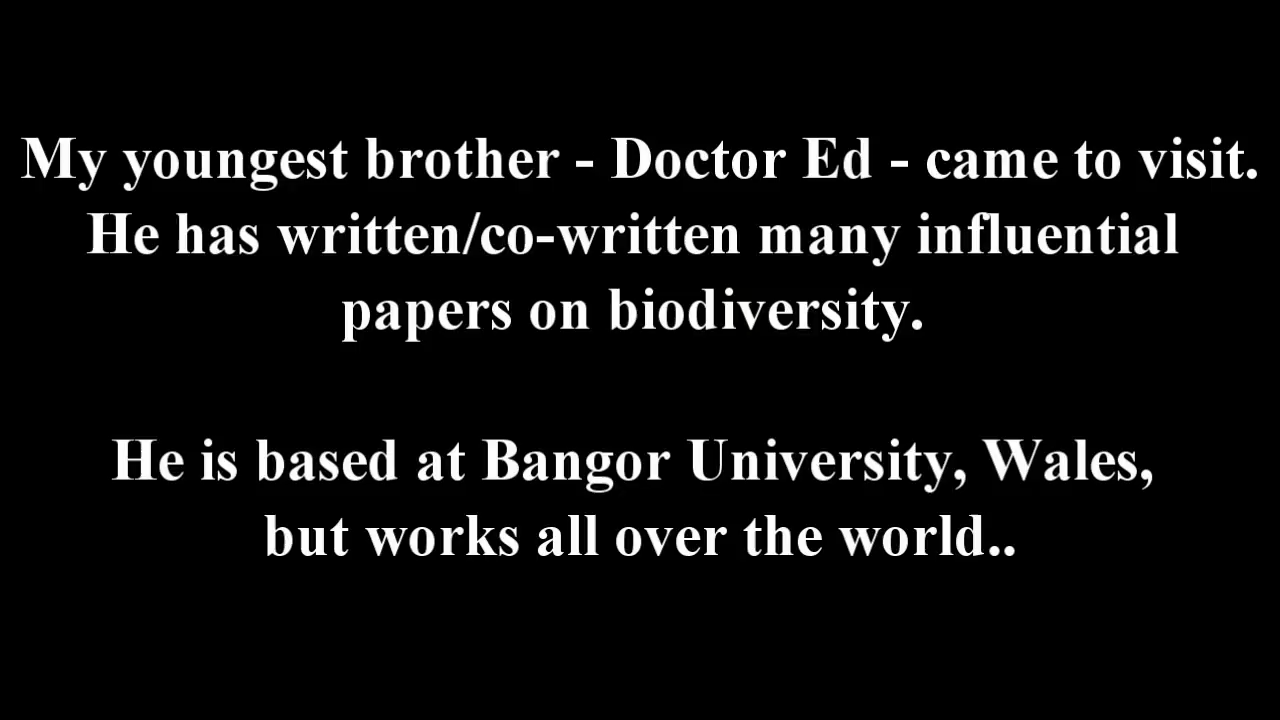 My youngest brother - Doctor Ed - came to visit.
He has written/co-written many influential
papers on biodiversity.
He is based at Bangor University, Wales,
but works all over the world..